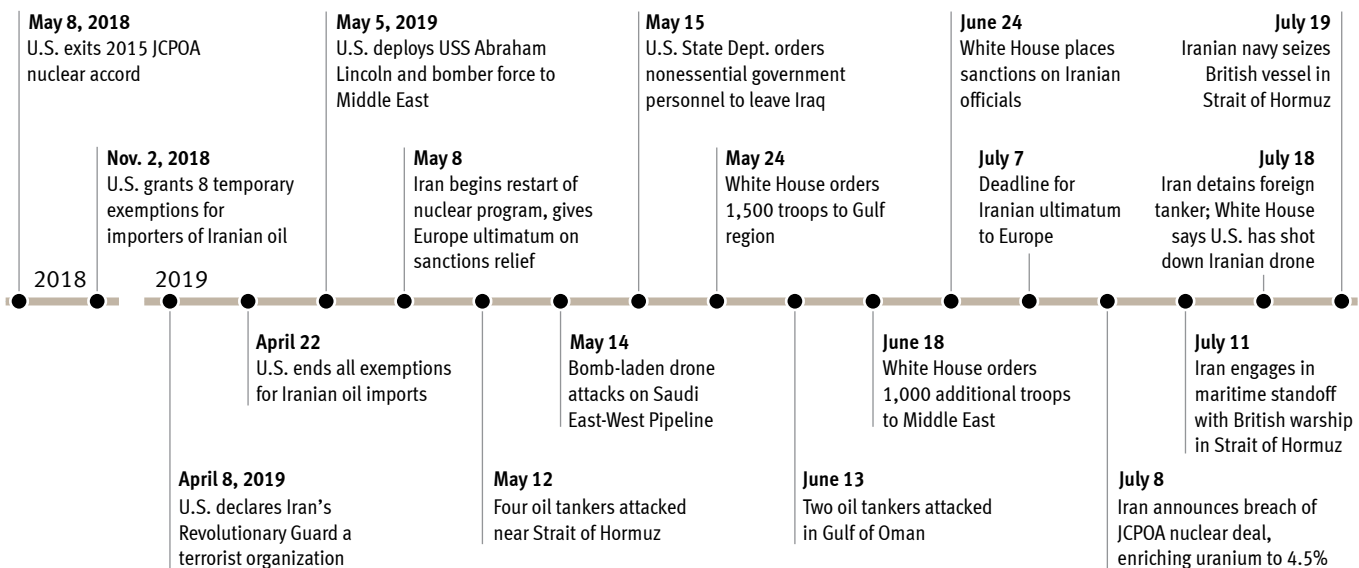 May 8, 2018
U.S. exits 2015 JCPOA
nuclear accord
Nov. 2, 2018
U.S. grants 8 temporary
exemptions for
importers of Iranian oil
2018
2019
April 8, 2019
U.S. declares Iran’s
Revolutionary Guard a
terrorist organization
April 22
U.S. ends all exemptions
for Iranian oil imports
May 5, 2019
U.S. deploys USS Abraham
Lincoln and bomber force to
Middle East
May 8
Iran begins restart of
nuclear program, gives
Europe ultimatum on
sanctions relief
May 12
Four oil tankers attacked
near Strait of Hormuz
May 14
Bomb-laden drone
attacks on Saudi
East-West Pipeline
May 15
U.S. State Dept. orders
nonessential government
personnel to leave Iraq
May 24
White House orders
1,500 troops to Gulf
region
June 13
Two oil tankers attacked
in Gulf of Oman
June 18
White House orders
1,000 additional troops
to Middle East
June 24
White House places
sanctions on Iranian
officials
July 7
Deadline for
Iranian ultimatum
to Europe
July 8
Iran announces breach of
JCPOA nuclear deal,
enriching uranium to 4.5%
July 11
Iran engages in
maritime standoff
with British warship
in Strait of Hormuz
July 18
Iran detains foreign
tanker; White House
says U.S. has shot
down Iranian drone
July 19
Iranian navy seizes
British vessel in
Strait of Hormuz